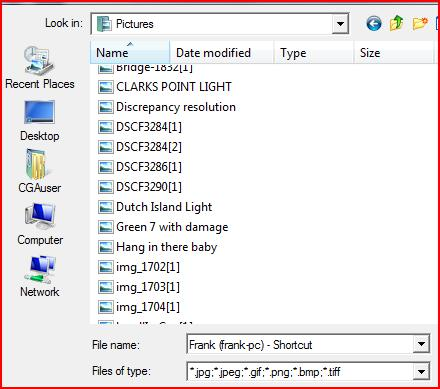 Look in: Pictures
Name Date modified Type Size
Bridge-1832[1]
CLARKS POINT LIGHT
Discrepancy resolution
DSCF3284[1]
DSCF3284[2]
DSCF3286[1]
DSCF3290[1]
Dutch Island Light
Green 7 with damage
Hang in there baby
img_1702[1]
img_1703[1]
img_1704[1]
Recent Places
Desktop
CGAuser
Computer
Network
File name: Frank (frank-pc) - Shortcut
Files of type: *.jpg;*.jpeg;*.gif;*.png;*.bmp;*.tiff